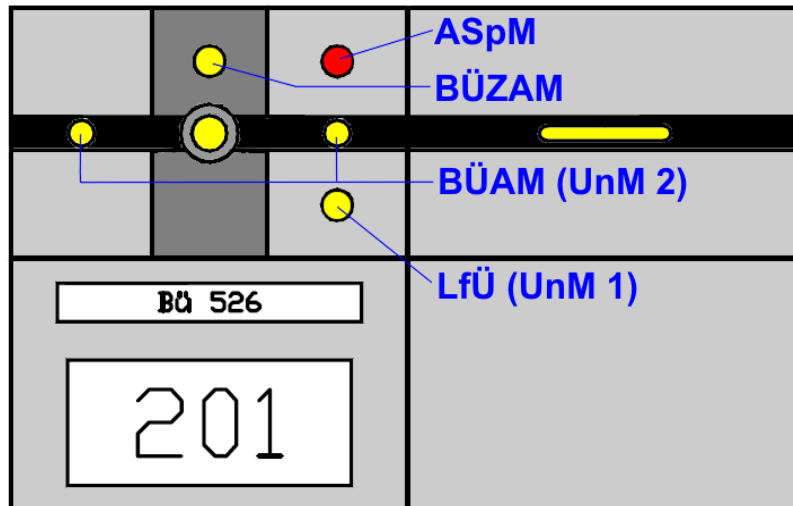 ASpM
BÜZAM
BÜAM (UnM 2)
LfÜ (UnM 1)
Bü 526
201